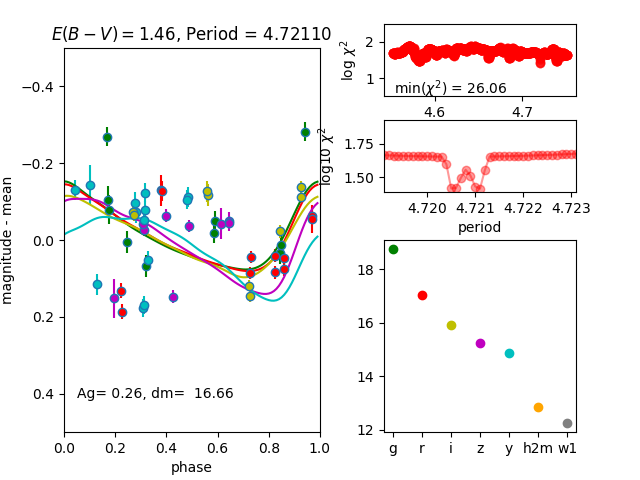 E(B − V) = 1.46, Period = 4.72110
−0.4
−0.2
0.0
0.2
0.4
magnitude - mean
Ag= 0.26, dm=  16.66
0.0 0.2 0.4 0.6 0.8 1.0
phase
log χ²
2
1
min(χ²) = 26.06
4.6 4.7
log10 χ²
1.75
1.50
4.720 4.721 4.722 4.723
period
18
16
14
12
g r i z y h2m w1